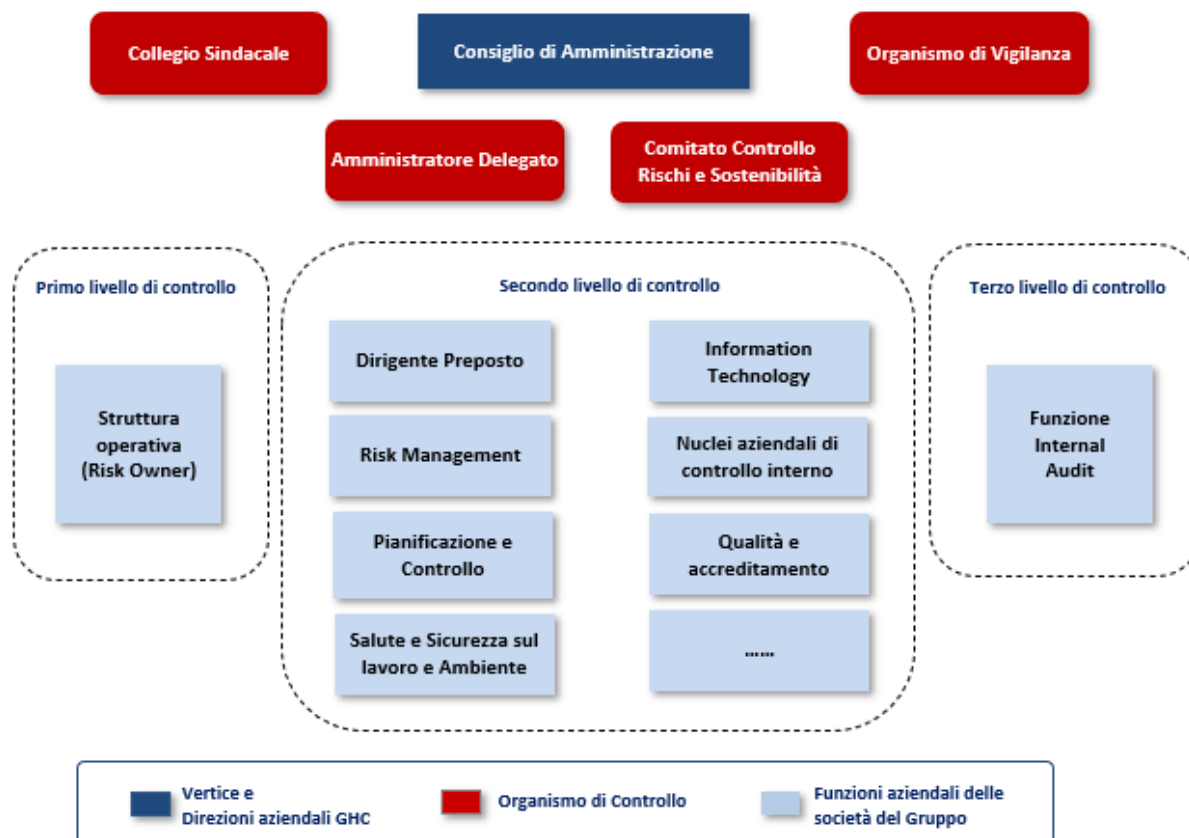 Collegio Sindacale
Consiglio di Amministrazione
Organismo di Vigilanza
Amministratore Delegato
Comitato Controllo
Rischi e Sostenibilità
Primo livello di controllo
Struttura
operativa
(Risk Owner)
Secondo livello di controllo
Dirigente Preposto
Information
Technology
Risk Management
Nuclei aziendali di
controllo interno
Pianificazione e
Controllo
Qualità e
accreditamento
Salute e Sicurezza sul
lavoro e Ambiente
......
Terzo livello di controllo
Funzione
Internal
Audit
Vertice e
Direzioni aziendali GHC
Organismo di Controllo
Funzioni aziendali delle
società del Gruppo